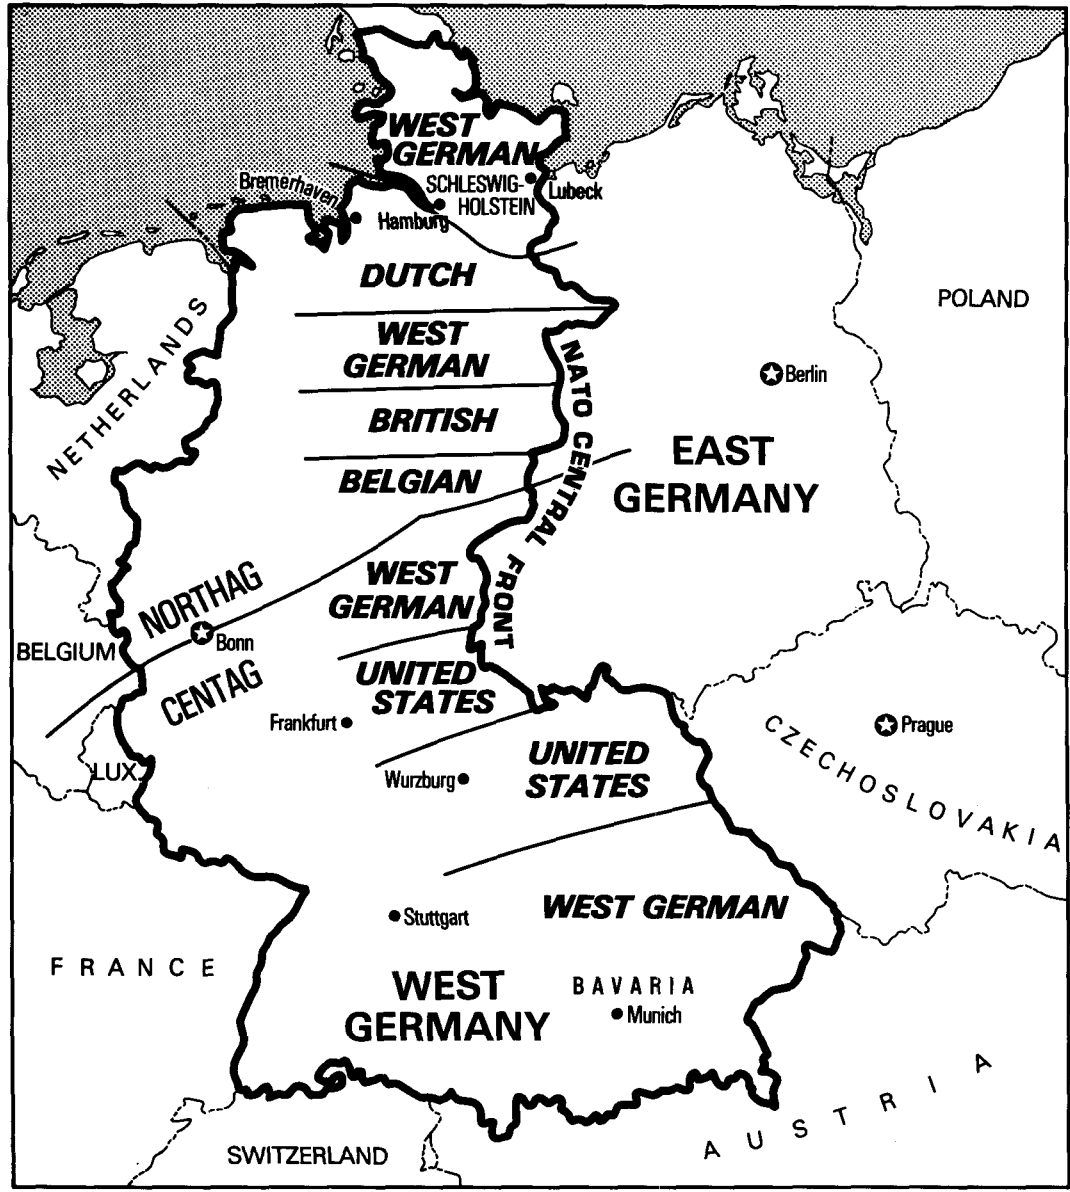 WEST
GERMAN
SCHLESWIG-
HOLSTEIN
Lubeck
Bremerhaven
Hamburg
DUTCH
NETHERLANDS
POLAND
WEST
GERMAN
Berlin
BRITISH
NATO CENTRAL FRONT
EAST
GERMANY
BELGIAN
NORTHAG
WEST
GERMAN
Bonn
BELGIUM
CENTAG
UNITED
STATES
Frankfurt
Prague
CZECHOSLOVAKIA
LUX.
UNITED
STATES
Wurzburg
WEST GERMAN
Stuttgart
FRANCE
WEST
GERMANY
BAVARIA
Munich
AUSTRIA
SWITZERLAND